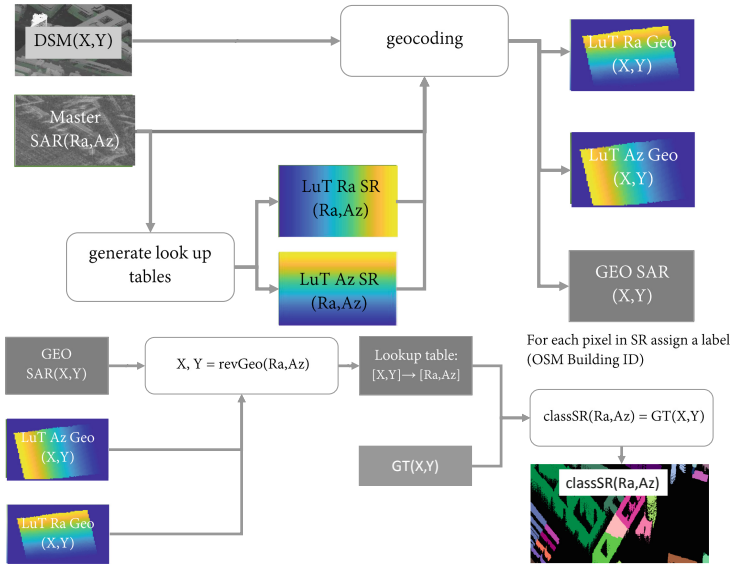 DSM(X,Y)
geocoding
LuT Ra Geo
(X,Y)
Master
SAR(Ra,Az)
LuT Az Geo
(X,Y)
LuT Ra SR
(Ra,Az)
generate look up
tables
LuT Az SR
(Ra,Az)
GEO SAR
(X,Y)
For each pixel in SR assign a label
(OSM Building ID)
GEO
SAR(X,Y)
X, Y = revGeo(Ra,Az)
Lookup table:
[X,Y]→ [Ra,Az]
classSR(Ra,Az) = GT(X,Y)
LuT Az Geo
(X,Y)
GT(X,Y)
classSR(Ra,Az)
LuT Ra Geo
(X,Y)